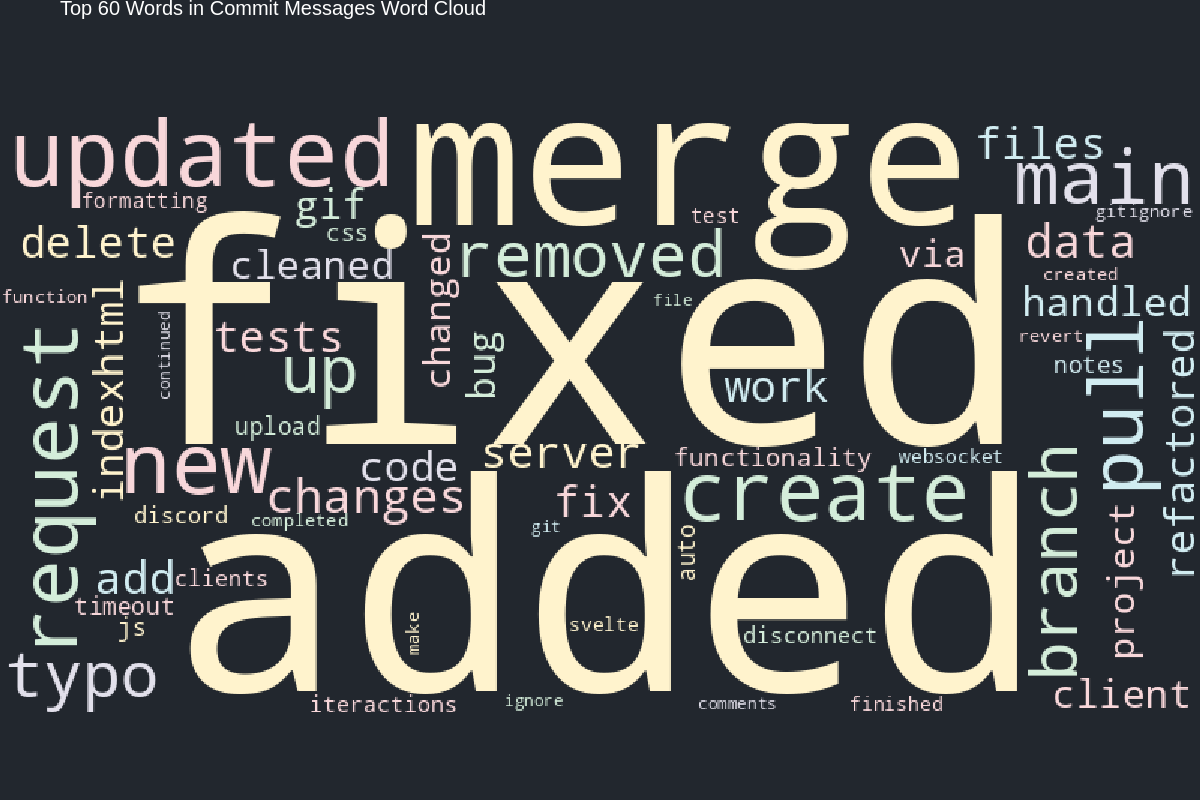 Top 60 Words in Commit Messages Word Cloud
updated
merge
files
main
formatting
gif
test
gitignore
css
delete
cleaned
changed
removed
via
data
created
function
indexhtml
continued
file
handled
tests
bug
revert
request
up
work
notes
pull
refactored
fixed
upload
new
code
server
functionality
websocket
changes
fix
create
discord
completed
git
auto
branch
project
add
clients
timeout
js
make
svelte
disconnect
added
typo
iteractions
ignore
comments
finished
client